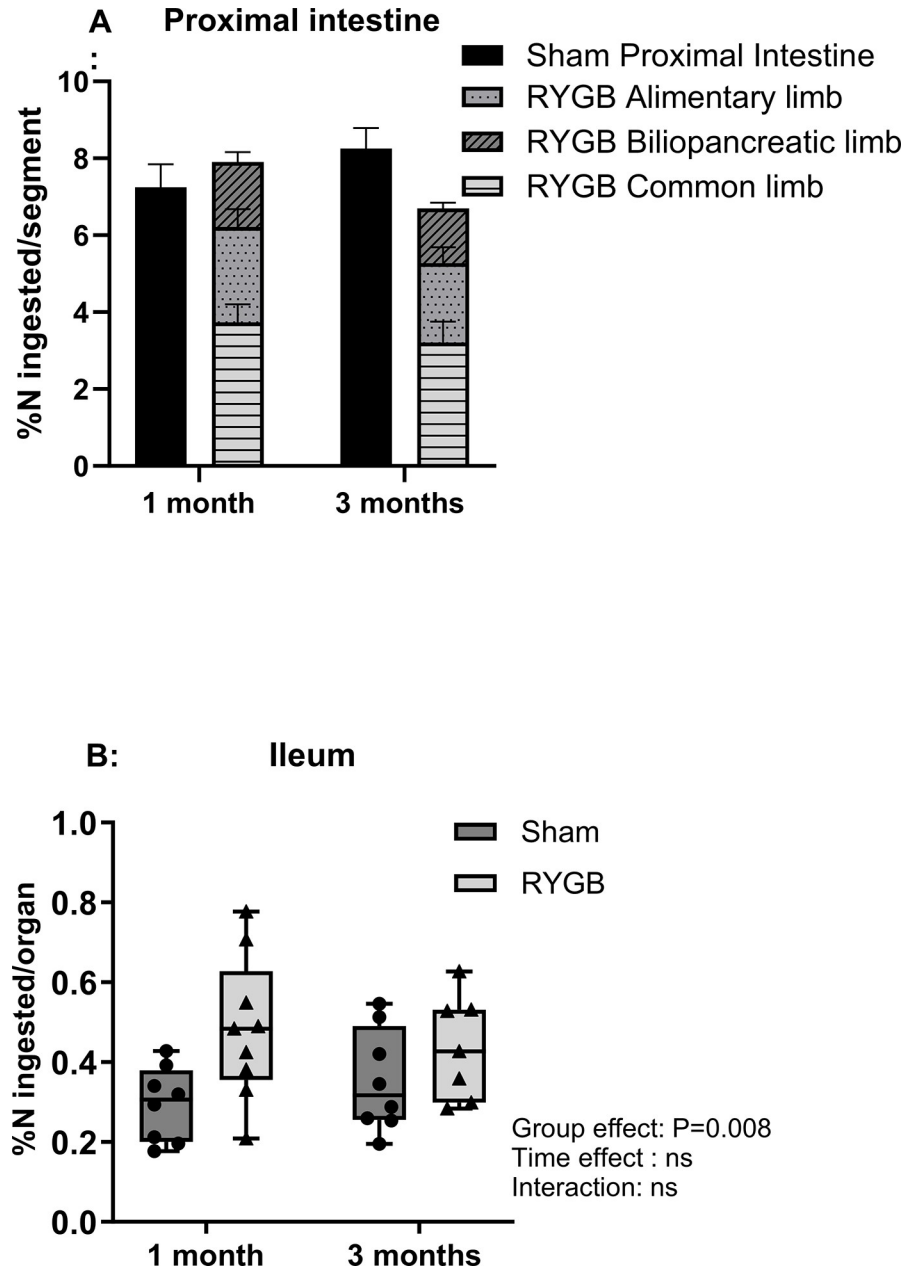 A
:
Proximal intestine
Sham Proximal Intestine
RYGB Alimentary limb
RYGB Biliopancreatic limb
RYGB Common limb
%N ingested/segment
10
8
6
4
2
0
1 month
3 months
B:
Ileum
Sham
RYGB
%N ingested/organ
1.0
0.8
0.6
0.4
0.2
0.0
Group effect: P=0.008
Time effect : ns
Interaction: ns
1 month
3 months